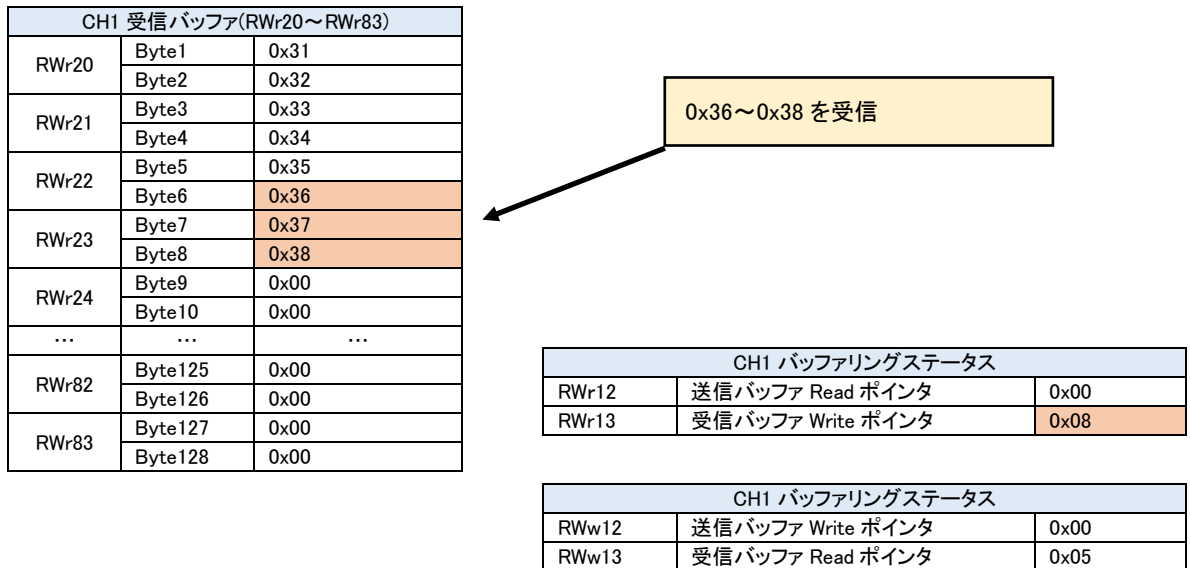 CH1 受信バッファ(RWr20～RWr83)
RWr20 Byte1 0x31
Byte2 0x32
RWr21 Byte3 0x33
Byte4 0x34
RWr22 Byte5 0x35
Byte6 0x36
RWr23 Byte7 0x37
Byte8 0x38
RWr24 Byte9 0x00
Byte10 0x00
… … …
RWr82 Byte125 0x00
Byte126 0x00
RWr83 Byte127 0x00
Byte128 0x00
0x36～0x38 を受信
CH1 バッファリングステータス
RWr12 送信バッファ Read ポインタ 0x00
RWr13 受信バッファ Write ポインタ 0x08
CH1 バッファリングステータス
RWw12 送信バッファ Write ポインタ 0x00
RWw13 受信バッファ Read ポインタ 0x05